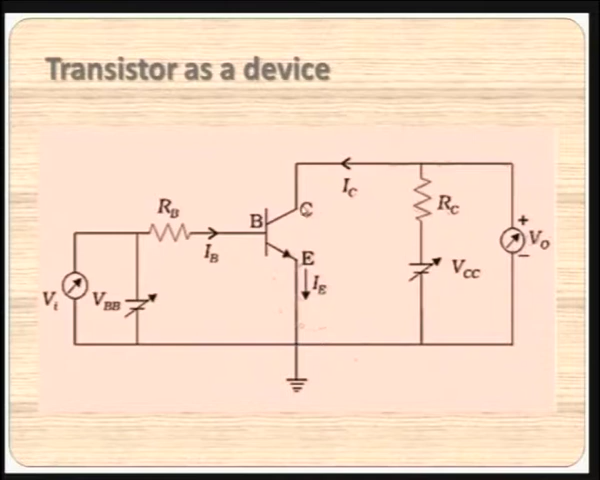 Transistor as a device
I_C
R_B
B
C
R_C
+
V_O
−
I_B
E
V_CC
V_i
V_BB
I_E